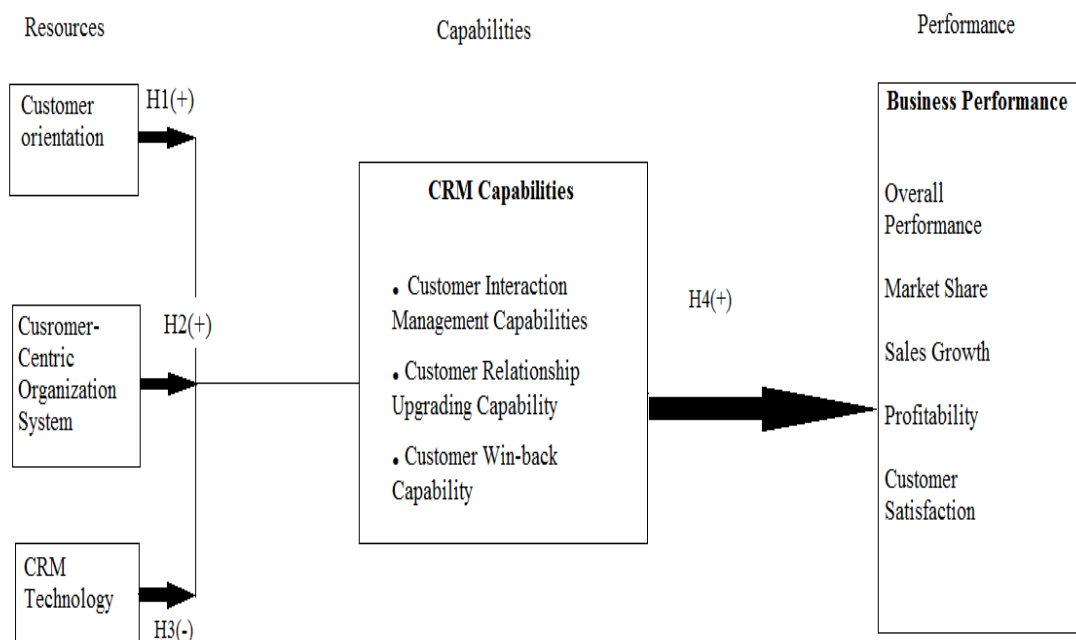 Resources
Capabilities
Performance
H1(+)
Customer
orientation
H2(+)
Cusromer-
Centric
Organization
System
CRM
Technology
H3(-)
CRM Capabilities
• Customer Interaction
Management Capabilities
• Customer Relationship
Upgrading Capability
• Customer Win-back
Capability
H4(+)
Business Performance
Overall
Performance
Market Share
Sales Growth
Profitability
Customer
Satisfaction